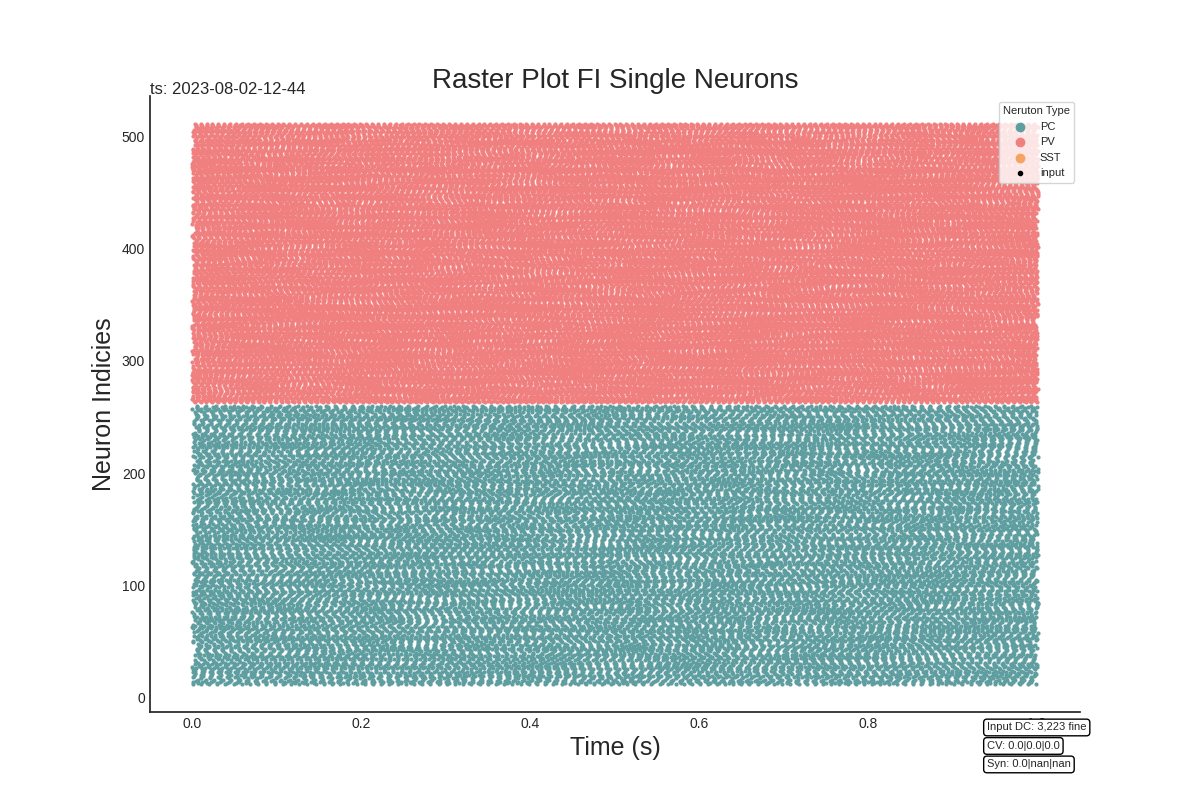 Raster Plot FI Single Neurons
ts: 2023-08-02-12-44
Neruton Type
PC
PV
SST
input
500
400
300
200
100
0
Neuron Indicies
0.0 0.2 0.4 0.6 0.8
Time (s)
Input DC: 3,223 fine
CV: 0.0|0.0|0.0
Syn: 0.0|nan|nan